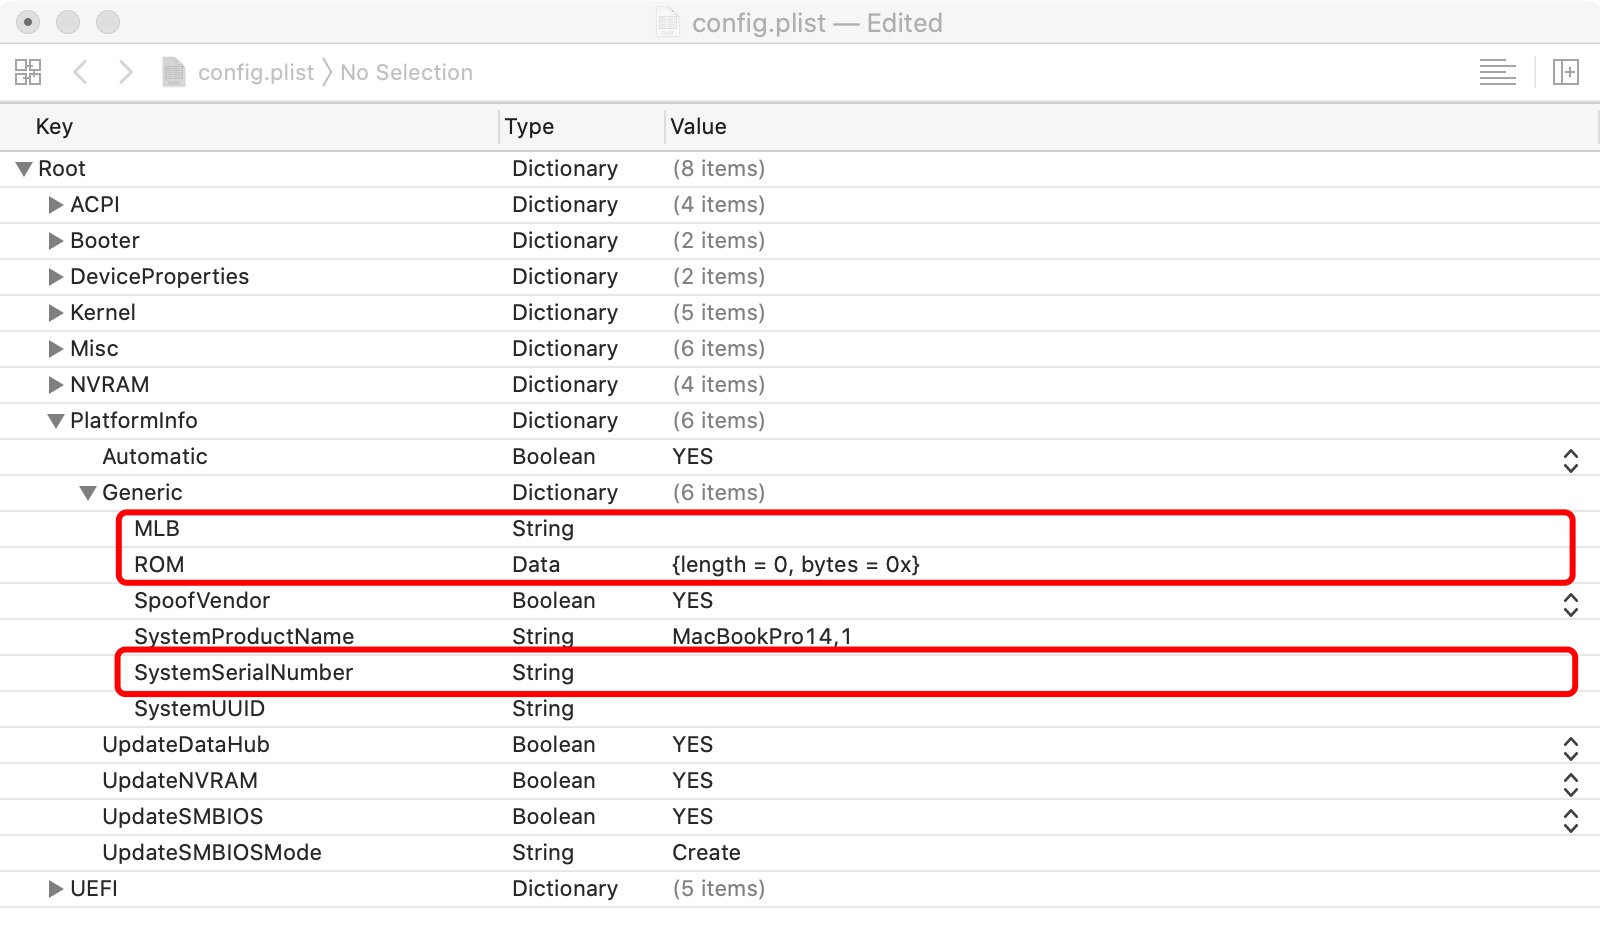 config.plist — Edited
config.plist 〉 No Selection
Key Type Value
Root Dictionary (8 items)
ACPI Dictionary (4 items)
Booter Dictionary (2 items)
DeviceProperties Dictionary (2 items)
Kernel Dictionary (5 items)
Misc Dictionary (6 items)
NVRAM Dictionary (4 items)
PlatformInfo Dictionary (6 items)
Automatic Boolean YES
Generic Dictionary (6 items)
MLB String
ROM Data {length = 0, bytes = 0x}
SpoofVendor Boolean YES
SystemProductName String MacBookPro14,1
SystemSerialNumber String
SystemUUID String
UpdateDataHub Boolean YES
UpdateNVRAM Boolean YES
UpdateSMBIOS Boolean YES
UpdateSMBIOSMode String Create
UEFI Dictionary (5 items)